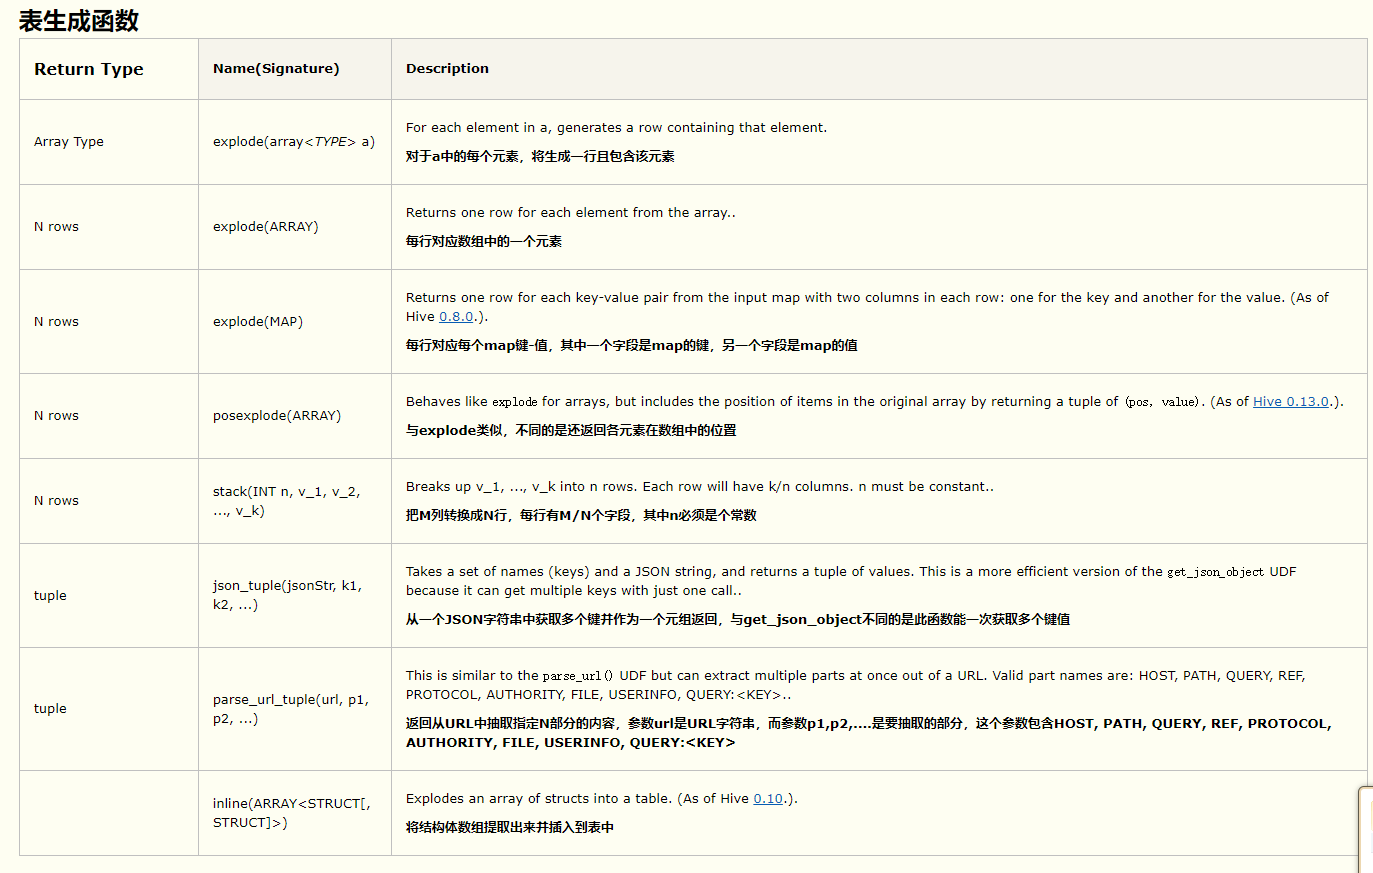 表生成函数
Return Type
Name(Signature)
Description
Array Type
explode(array<TYPE> a)
For each element in a, generates a row containing that element.
对于a中的每个元素，将生成一行且包含该元素
N rows
explode(ARRAY)
Returns one row for each element from the array..
每行对应数组中的一个元素
N rows
explode(MAP)
Returns one row for each key-value pair from the input map with two columns in each row: one for the key and another for the value. (As of
Hive 0.8.0.).
每行对应每个map键-值，其中一个字段是map的键，另一个字段是map的值
N rows
posexplode(ARRAY)
Behaves like explode for arrays, but includes the position of items in the original array by returning a tuple of (pos, value). (As of Hive 0.13.0.).
与explode类似，不同的是还返回各元素在数组中的位置
N rows
stack(INT n, v_1, v_2,
..., v_k)
Breaks up v_1, ..., v_k into n rows. Each row will have k/n columns. n must be constant..
把M列转换成N行，每行有M/N个字段，其中n必须是个常数
tuple
json_tuple(jsonStr, k1,
k2, ...)
Takes a set of names (keys) and a JSON string, and returns a tuple of values. This is a more efficient version of the get_json_object UDF
because it can get multiple keys with just one call..
从一个JSON字符串中获取多个键并作为一个元组返回，与get_json_object不同的是此函数能一次获取多个键值
tuple
parse_url_tuple(url, p1,
p2, ...)
This is similar to the parse_url() UDF but can extract multiple parts at once out of a URL. Valid part names are: HOST, PATH, QUERY, REF,
PROTOCOL, AUTHORITY, FILE, USERINFO, QUERY:<KEY>..
返回从URL中抽取指定N部分的内容，参数url是URL字符串，而参数p1,p2,....是要抽取的部分，这个参数包含HOST, PATH, QUERY, REF, PROTOCOL,
AUTHORITY, FILE, USERINFO, QUERY:<KEY>
inline(ARRAY<STRUCT[,
STRUCT]>)
Explodes an array of structs into a table. (As of Hive 0.10.).
将结构体数组提取出来并插入到表中